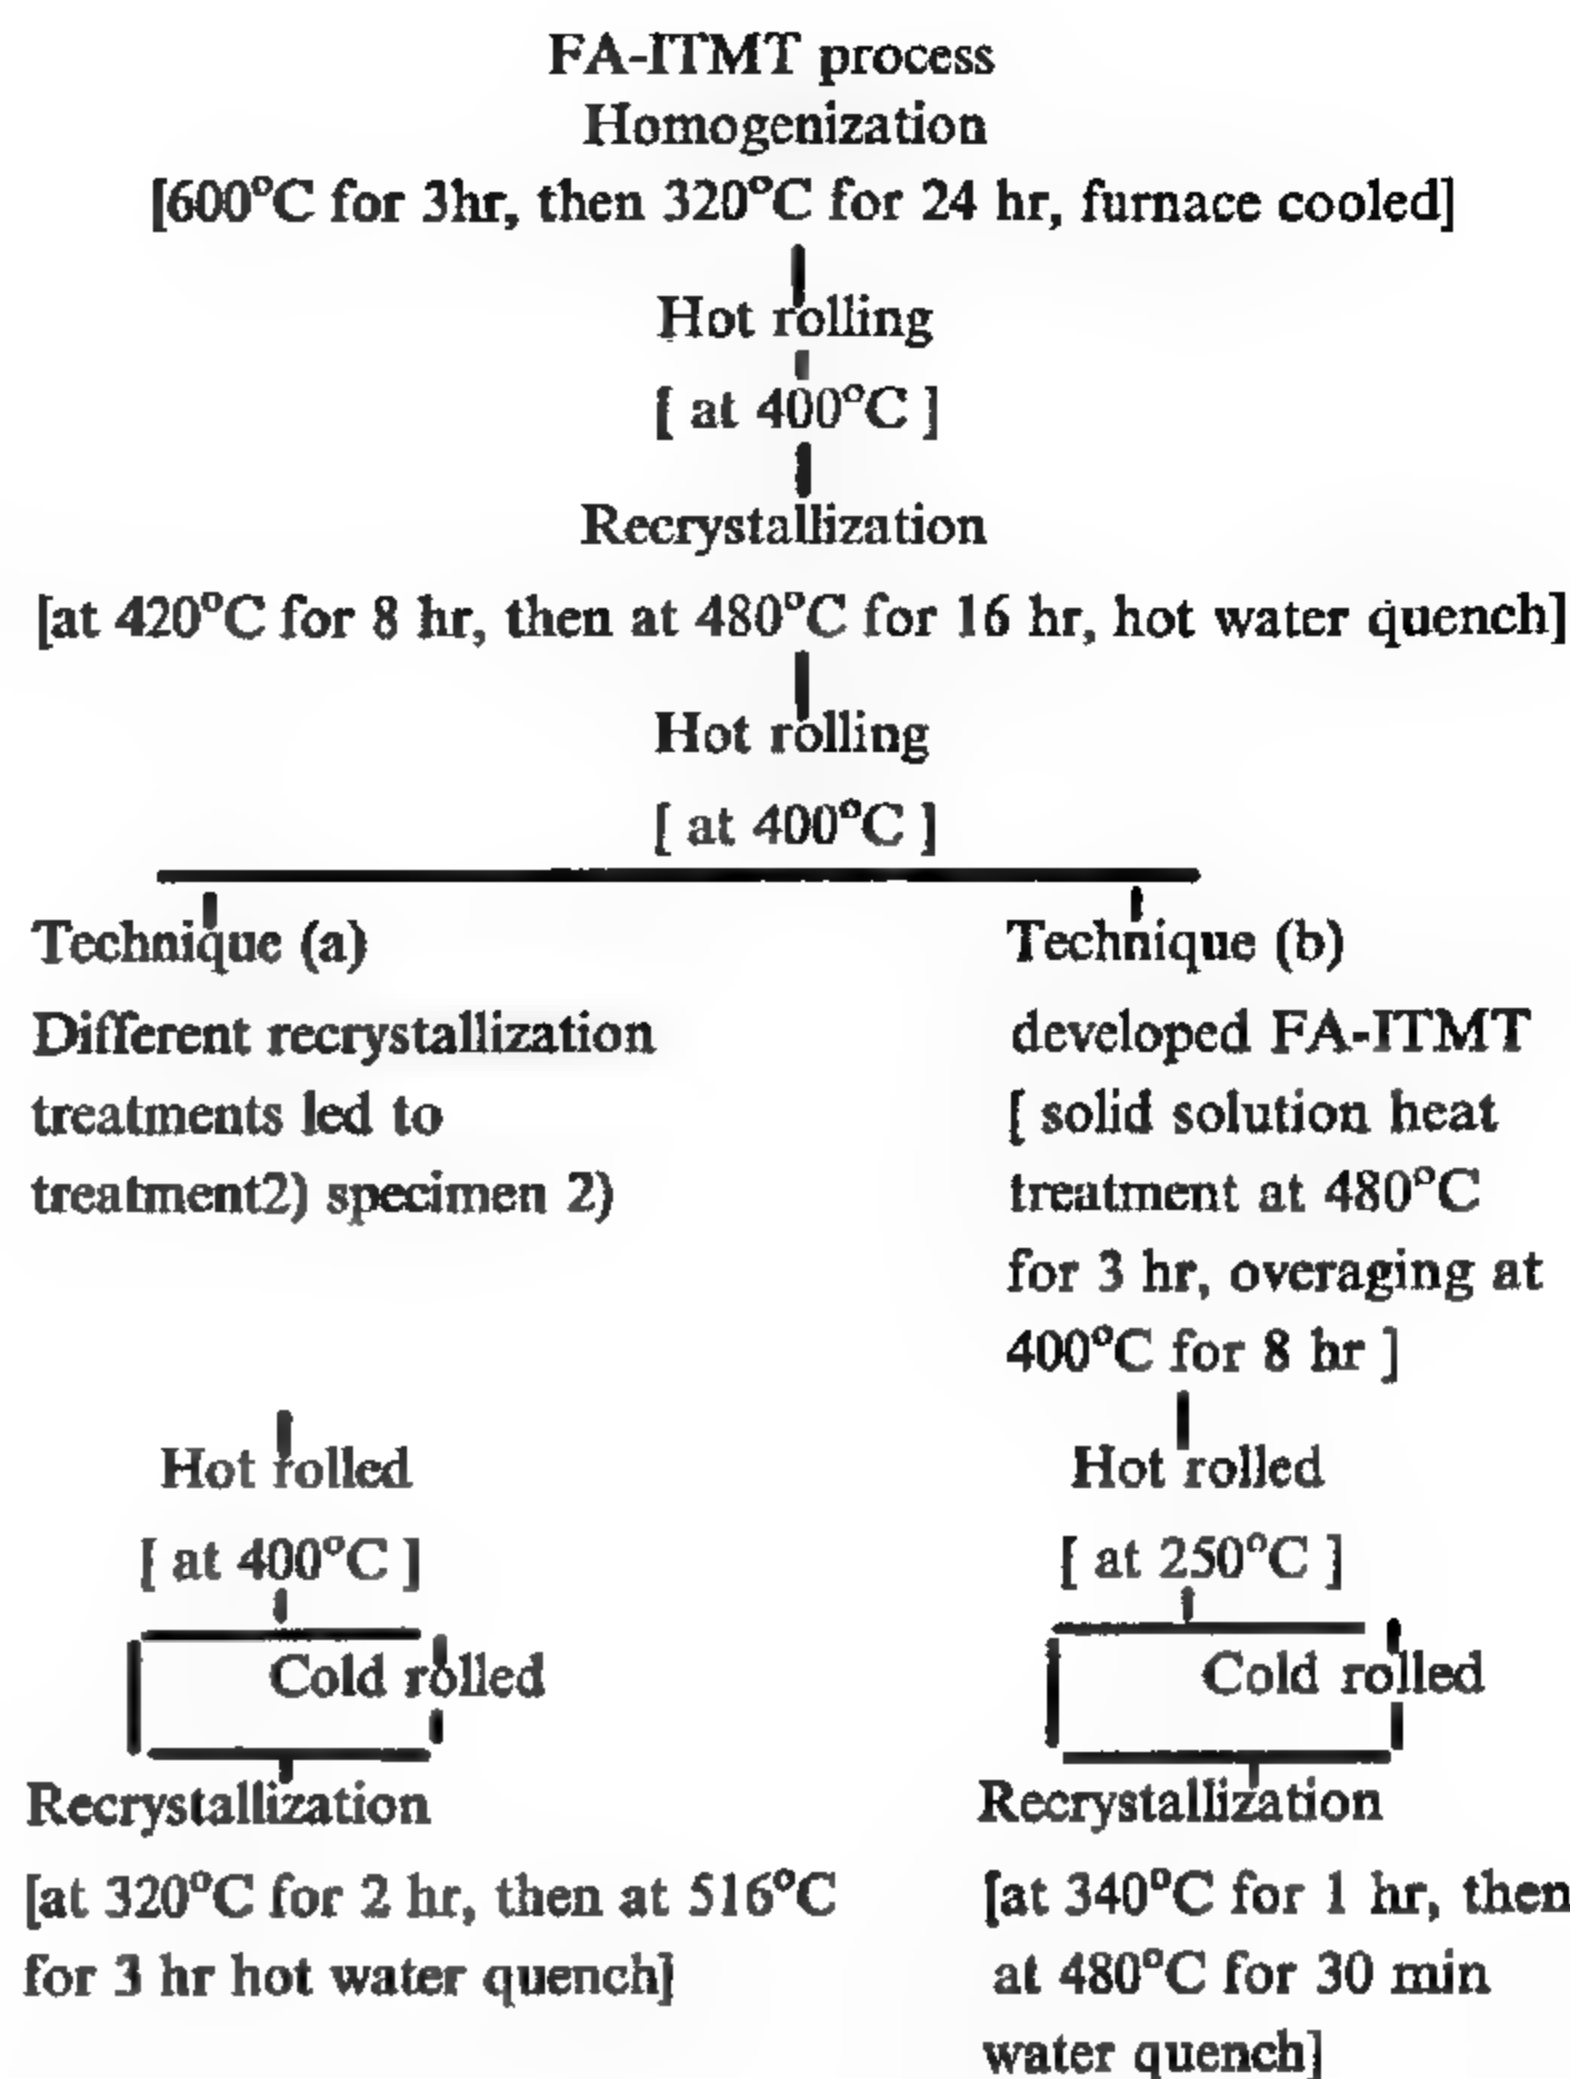 FA-ITMT process
Homogenization
[600°C for 3hr, then 320°C for 24 hr, furnace cooled]
Hot rolling
[ at 400°C ]
Recrystallization
[at 420°C for 8 hr, then at 480°C for 16 hr, hot water quench]
Hot rolling
[ at 400°C ]
Technique (a)
Different recrystallization
treatments led to
treatment2) specimen 2)
Hot rolled
[ at 400°C ]
Cold rolled
Recrystallization
[at 320°C for 2 hr, then at 516°C
for 3 hr hot water quench]
Technique (b)
developed FA-ITMT
[ solid solution heat
treatment at 480°C
for 3 hr, overaging at
400°C for 8 hr ]
Hot rolled
[ at 250°C ]
Cold rolled
Recrystallization
[at 340°C for 1 hr, then
at 480°C for 30 min
water quench]